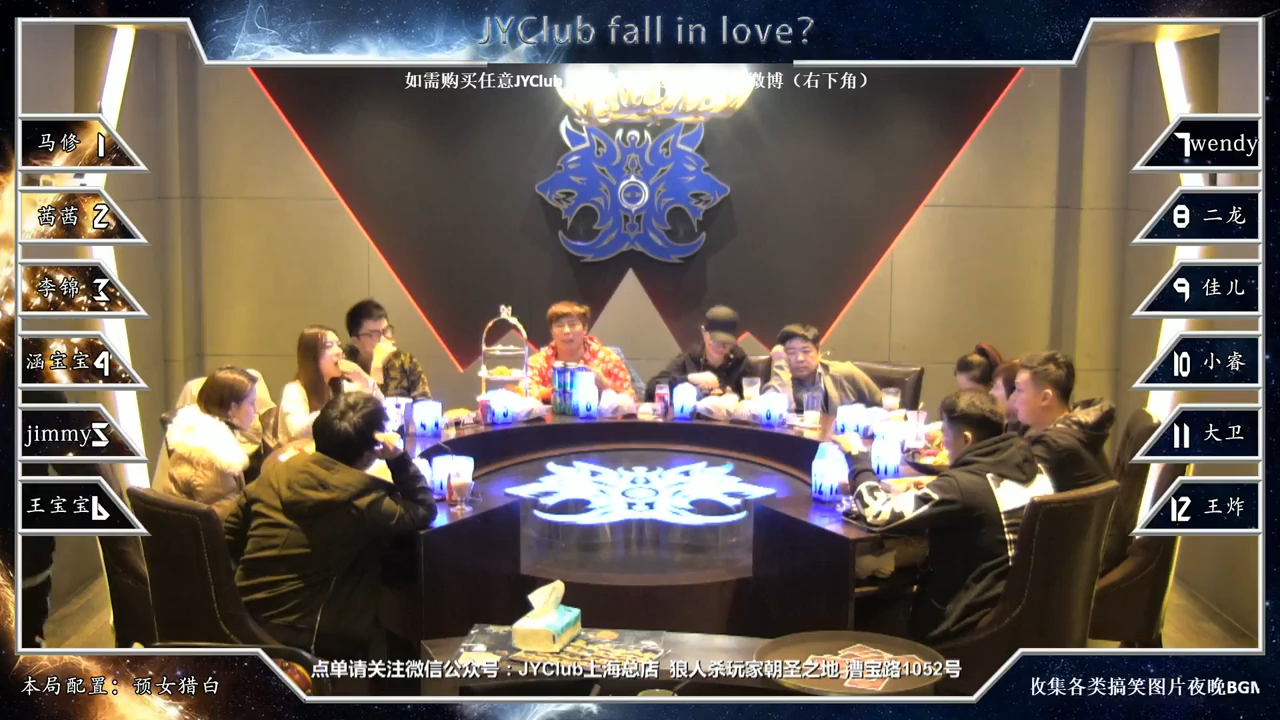 JYClub fall in love?
如需购买任意JYClub
微博（右下角）
马修 1
茜茜 2
李锦 3
涵宝宝 4
jimmy 5
王宝宝 6
7 wendy
8 二龙
9 佳儿
10 小睿
11 大卫
12 王炸
点单请关注微信公众号：JYClub上海总店 狼人杀玩家朝圣之地 漕宝路1052号
本局配置：预女猎白
收集各类搞笑图片夜晚BGM